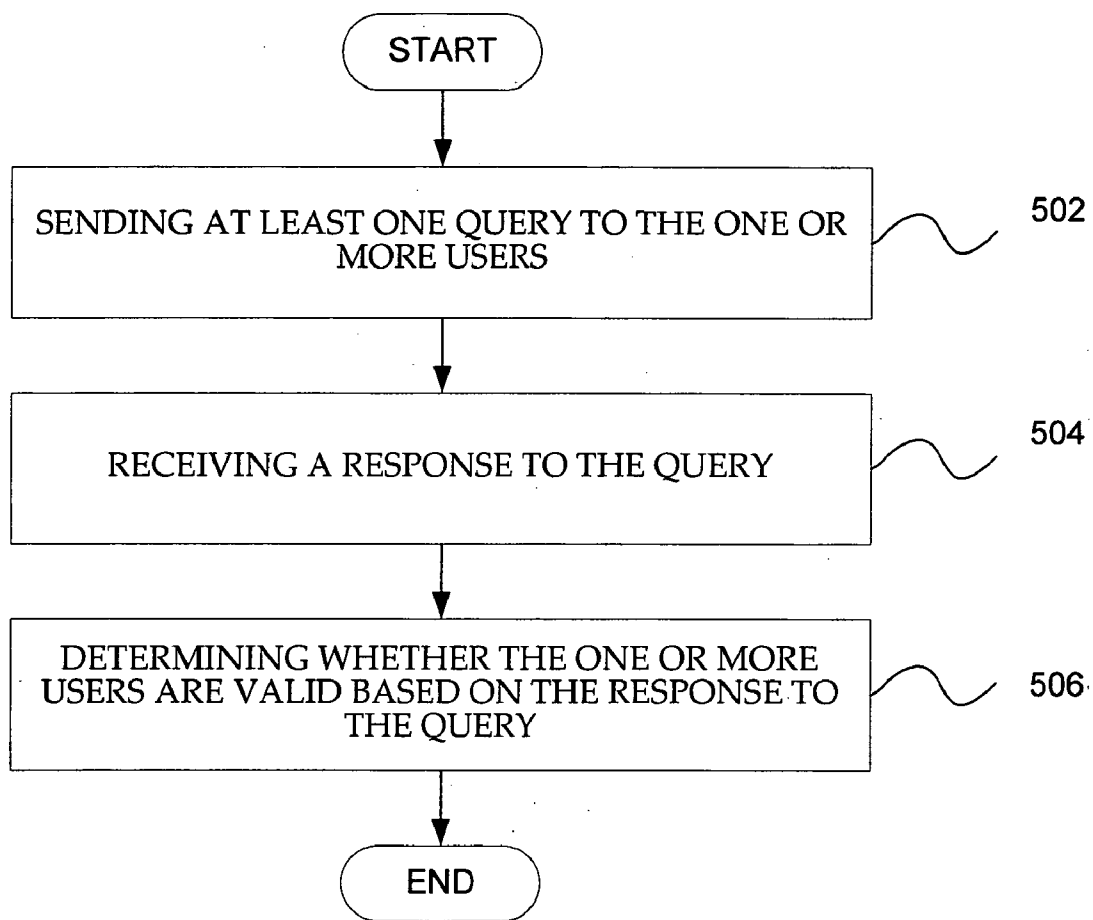 START
SENDING AT LEAST ONE QUERY TO THE ONE OR
MORE USERS
502
RECEIVING A RESPONSE TO THE QUERY
504
DETERMINING WHETHER THE ONE OR MORE
USERS ARE VALID BASED ON THE RESPONSE TO
THE QUERY
506
END